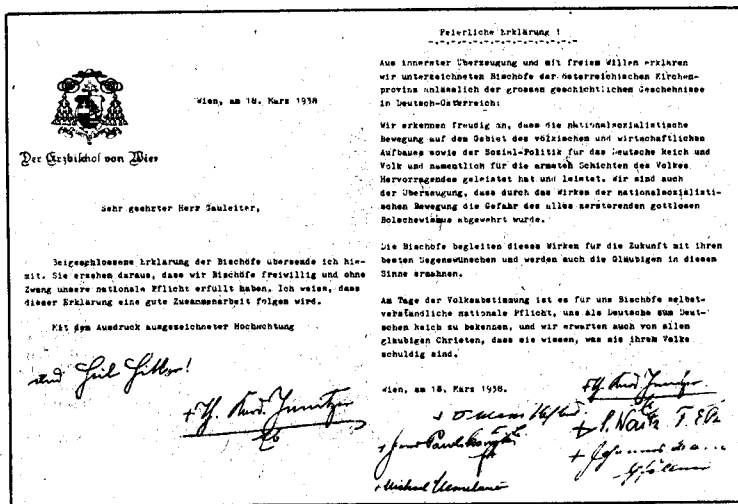 Wien, am 18. März 1938
Der Erzbischof von Wien
Sehr geehrter Herr Gauleiter,
Beigeschlossene Erklärung der Bischöfe übersende ich hie-
mit. Sie ersehen daraus, dass wir Bischöfe freiwillig und ohne
Zwang unsere nationale Pflicht erfüllt haben. Ich weiss, dass
dieser Erklärung eine gute Zusammenarbeit folgen wird.
Mit dem Ausdruck ausgezeichneter Hochachtung
und Heil Hitler!
+ Th. Kard. Innitzer
Feierliche Erklärung !
Aus innerster Überzeugung und mit freiem Willen erklären
wir unterzeichneten Bischöfe der österreichischen Kirchen-
provinz anlässlich der grossen geschichtlichen Geschehnisse
in Deutsch-Österreich:
Wir erkennen freudig an, dass die nationalsozialistische
Bewegung auf dem Gebiet des völkischen und wirtschaftlichen
Aufbaues sowie der Sozial-Politik für das Deutsche Reich und
Volk und namentlich für die ärmsten Schichten des Volkes
Hervorragendes geleistet hat und leistet. Wir sind auch
der Überzeugung, dass durch das Wirken der nationalsozialisti-
schen Bewegung die Gefahr des alles zerstörenden gottlosen
Bolschewismus abgewehrt wurde.
Die Bischöfe begleiten dieses Wirken für die Zukunft mit ihren
besten Segenswünschen und werden auch die Gläubigen in diesem
Sinne ermahnen.
Am Tage der Volksabstimmung ist es für uns Bischöfe selbst-
verständliche nationale Pflicht, uns als Deutsche zum Deut-
schen Reich zu bekennen, und wir erwarten auch von allen
gläubigen Christen, dass sie wissen, was sie ihrem Volke
schuldig sind.
Wien, am 18. März 1938.
+ Th. Kard. Innitzer
+ S. Waitz
+ Michael Memelauer
+ Johannes